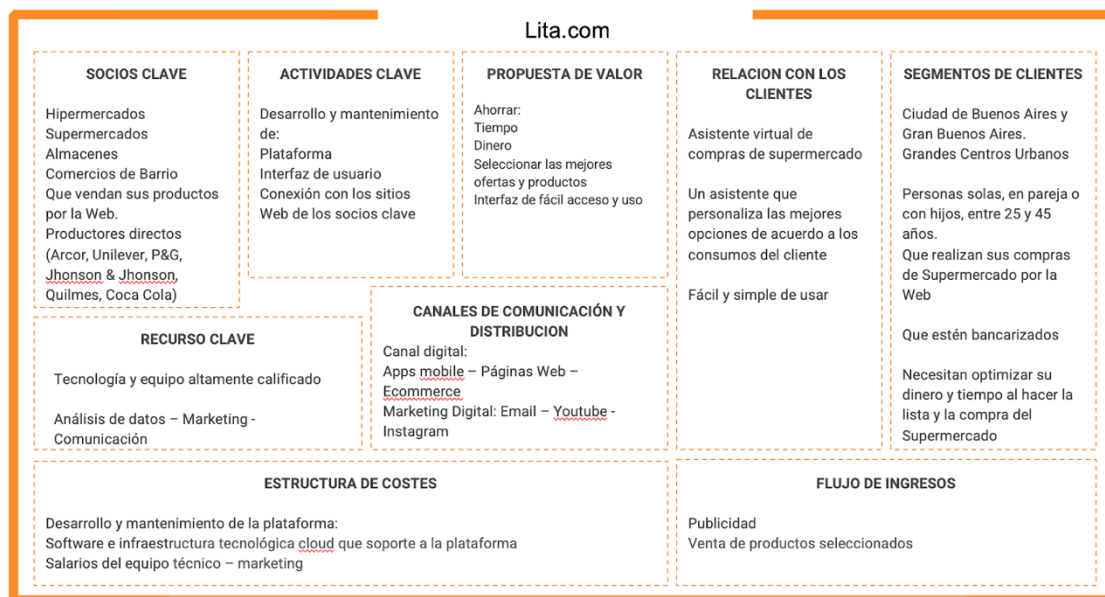 Lita.com
SOCIOS CLAVE
Hipermercados
Supermercados
Almacenes
Comercios de Barrio
Que vendan sus productos
por la Web.
Productores directos
(Arcor, Unilever, P&G,
Jhonson & Jhonson,
Quilmes, Coca Cola)
ACTIVIDADES CLAVE
Desarrollo y mantenimiento
de:
Plataforma
Interfaz de usuario
Conexión con los sitios
Web de los socios clave
PROPUESTA DE VALOR
Ahorrar:
Tiempo
Dinero
Seleccionar las mejores
ofertas y productos
Interfaz de fácil acceso y uso
RELACION CON LOS
CLIENTES
Asistente virtual de
compras de supermercado
Un asistente que
personaliza las mejores
opciones de acuerdo a los
consumos del cliente
Fácil y simple de usar
SEGMENTOS DE CLIENTES
Ciudad de Buenos Aires y
Gran Buenos Aires.
Grandes Centros Urbanos
Personas solas, en pareja o
con hijos, entre 25 y 45
años.
Que realizan sus compras
de Supermercado por la
Web
Que estén bancarizados
Necesitan optimizar su
dinero y tiempo al hacer la
lista y la compra del
Supermercado
RECURSO CLAVE
Tecnología y equipo altamente calificado
Análisis de datos – Marketing -
Comunicación
CANALES DE COMUNICACIÓN Y
DISTRIBUCION
Canal digital:
Apps mobile – Páginas Web –
Ecommerce
Marketing Digital: Email – Youtube -
Instagram
ESTRUCTURA DE COSTES
Desarrollo y mantenimiento de la plataforma:
Software e infraestructura tecnológica cloud que soporte a la plataforma
Salarios del equipo técnico – marketing
FLUJO DE INGRESOS
Publicidad
Venta de productos seleccionados